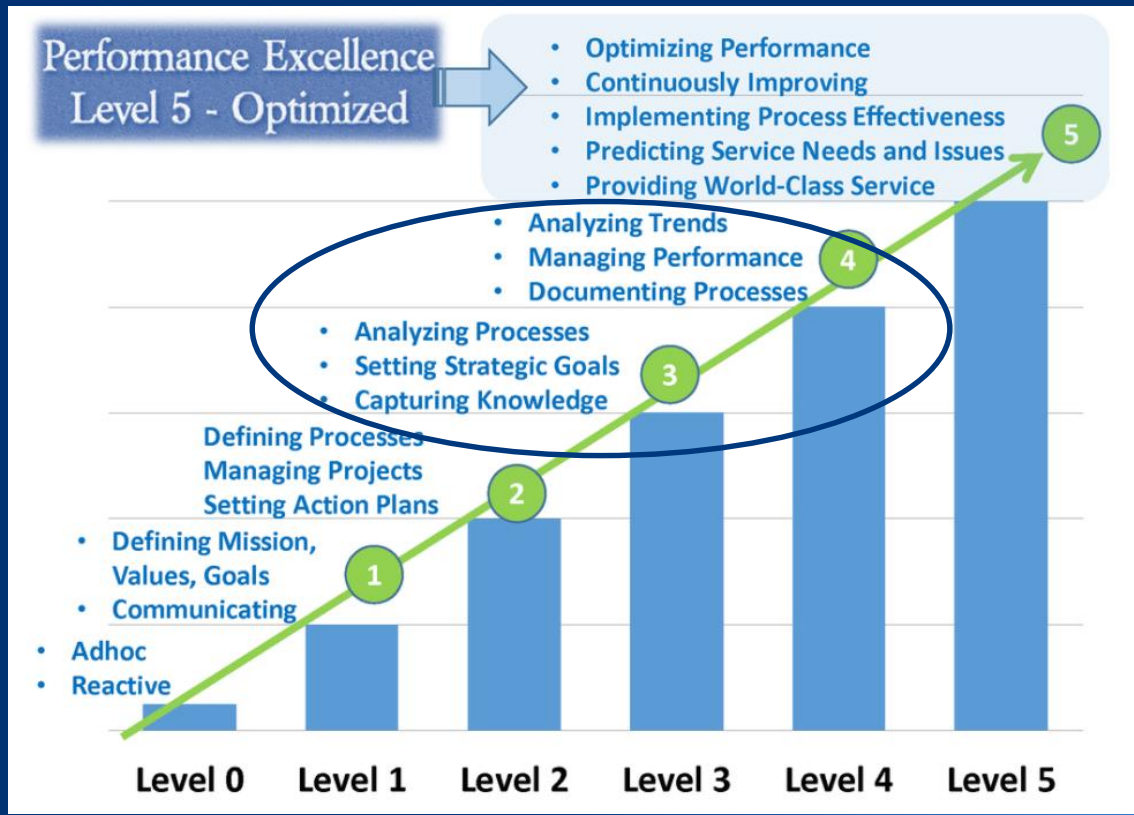 Performance Excellence
Level 5 - Optimized
• Optimizing Performance
• Continuously Improving
• Implementing Process Effectiveness
• Predicting Service Needs and Issues
• Providing World-Class Service
5
• Analyzing Trends
• Managing Performance
• Documenting Processes
4
• Analyzing Processes
• Setting Strategic Goals
• Capturing Knowledge
3
Defining Processes
Managing Projects
Setting Action Plans
2
• Defining Mission,
Values, Goals
• Communicating
1
• Adhoc
• Reactive
Level 0 Level 1 Level 2 Level 3 Level 4 Level 5